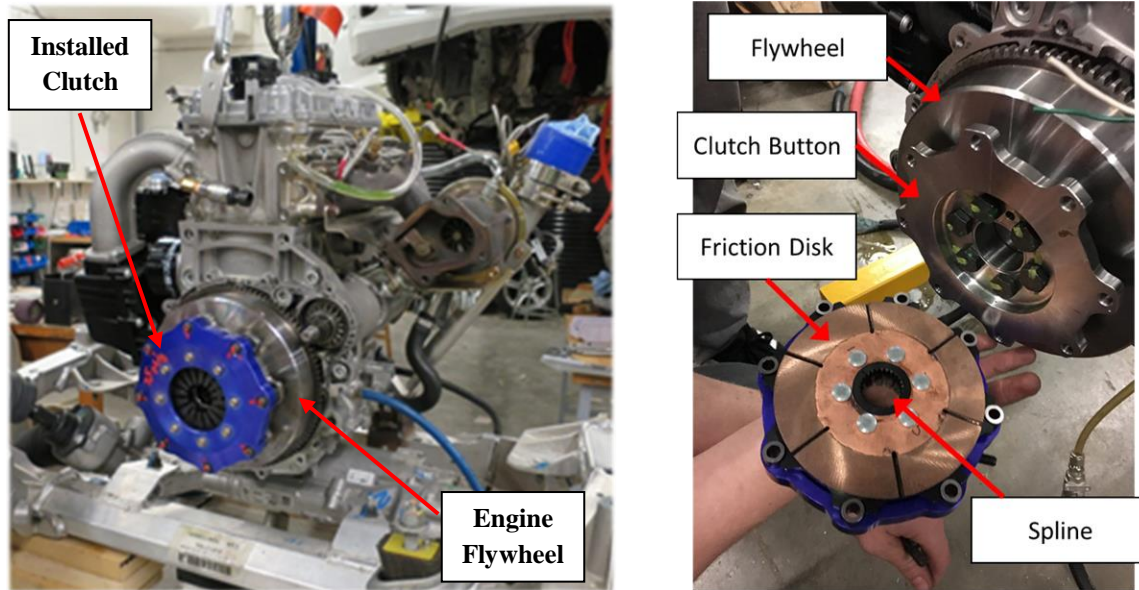 Installed
Clutch
Engine
Flywheel
Flywheel
Clutch Button
Friction Disk
Spline